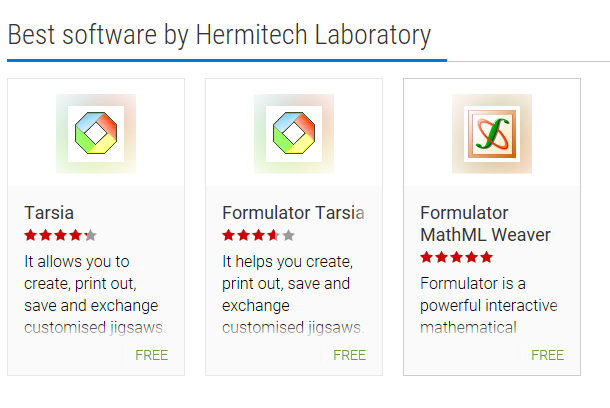 Best software by Hermitech Laboratory
Tarsia
It allows you to
create, print out,
save and exchange
customised jigsaws.
FREE
Formulator Tarsia
It helps you create,
print out, save and
exchange
customised jigsaws.
FREE
Formulator
MathML Weaver
Formulator is a
powerful interactive
mathematical
FREE